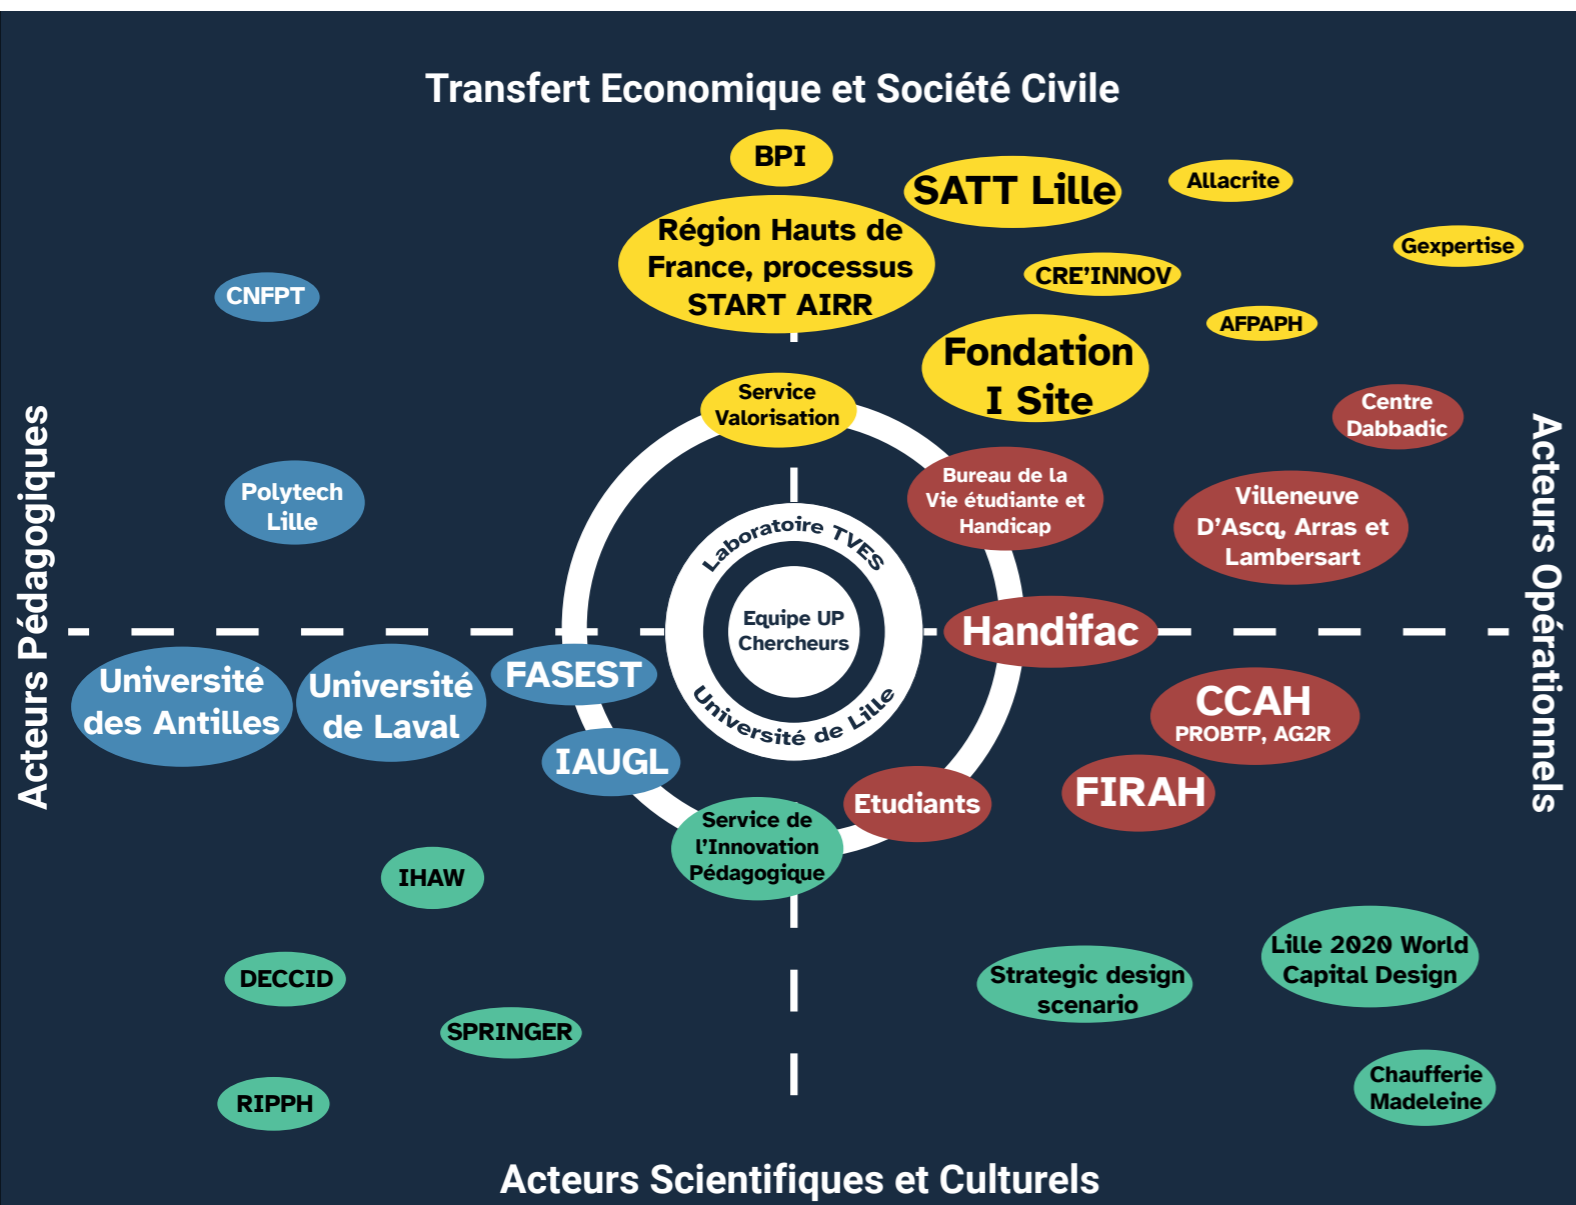 Transfert Economique et Société Civile
BPI
SATT Lille
Allacrite
Région Hauts de
France, processus
START AIRR
Gexpertise
CRE’INNOV
CNFPT
AFPAPH
Fondation
I Site
Service
Valorisation
Centre
Dabbadic
Acteurs Pédagogiques
Acteurs Opérationnels
Polytech
Lille
Bureau de la
Vie étudiante et
Handicap
Villeneuve
D’Ascq, Arras et
Lambersart
Laboratoire TVES
Equipe UP
Chercheurs
Université de Lille
Handifac
Université
des Antilles
Université
de Laval
FASEST
CCAH
PROBTP, AG2R
IAUGL
FIRAH
Etudiants
Service de
l’Innovation
Pédagogique
IHAW
DECCID
SPRINGER
RIPPH
Strategic design
scenario
Lille 2020 World
Capital Design
Chaufferie
Madeleine
Acteurs Scientifiques et Culturels